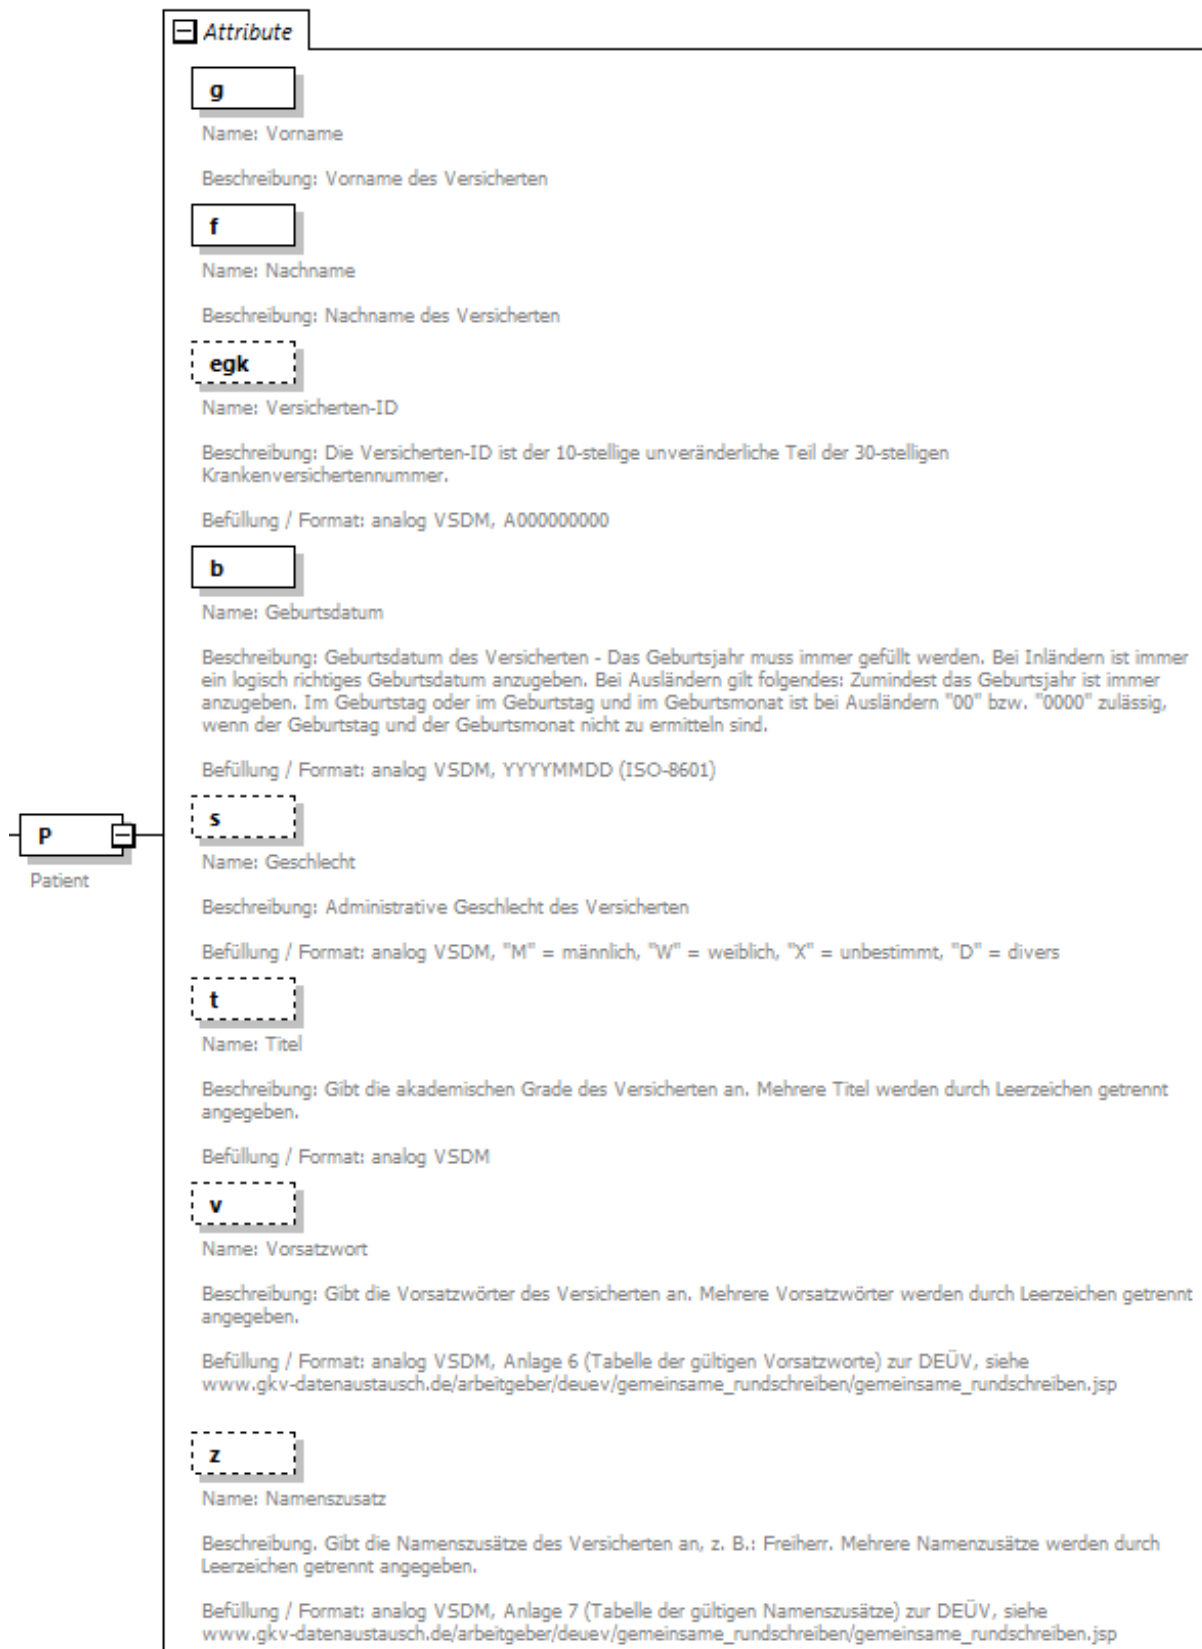 Attribute
g
Name: Vorname
Beschreibung: Vorname des Versicherten
f
Name: Nachname
Beschreibung: Nachname des Versicherten
egk
Name: Versicherten-ID
Beschreibung: Die Versicherten-ID ist der 10-stellige unveränderliche Teil der 30-stelligen
Krankenversichertennummer.
Befüllung / Format: analog VSDM, A000000000
b
Name: Geburtsdatum
Beschreibung: Geburtsdatum des Versicherten - Das Geburtsjahr muss immer gefüllt werden. Bei Inländern ist immer
ein logisch richtiges Geburtsdatum anzugeben. Bei Ausländern gilt folgendes: Zumindest das Geburtsjahr ist immer
anzugeben. Im Geburtstag oder im Geburtstag und im Geburtsmonat ist bei Ausländern "00" bzw. "0000" zulässig,
wenn der Geburtstag und der Geburtsmonat nicht zu ermitteln sind.
Befüllung / Format: analog VSDM, YYYYMMDD (ISO-8601)
P
Patient
s
Name: Geschlecht
Beschreibung: Administrative Geschlecht des Versicherten
Befüllung / Format: analog VSDM, "M" = männlich, "W" = weiblich, "X" = unbestimmt, "D" = divers
t
Name: Titel
Beschreibung: Gibt die akademischen Grade des Versicherten an. Mehrere Titel werden durch Leerzeichen getrennt
angegeben.
Befüllung / Format: analog VSDM
v
Name: Vorsatzwort
Beschreibung: Gibt die Vorsatzwörter des Versicherten an. Mehrere Vorsatzwörter werden durch Leerzeichen getrennt
angegeben.
Befüllung / Format: analog VSDM, Anlage 6 (Tabelle der gültigen Vorsatzworte) zur DEÜV, siehe
www.gkv-datenaustausch.de/arbeitgeber/deuev/gemeinsame_rundschreiben/gemeinsame_rundschreiben.jsp
z
Name: Namenszusatz
Beschreibung. Gibt die Namenszusätze des Versicherten an, z. B.: Freiherr. Mehrere Namenzusätze werden durch
Leerzeichen getrennt angegeben.
Befüllung / Format: analog VSDM, Anlage 7 (Tabelle der gültigen Namenszusätze) zur DEÜV, siehe
www.gkv-datenaustausch.de/arbeitgeber/deuev/gemeinsame_rundschreiben/gemeinsame_rundschreiben.jsp